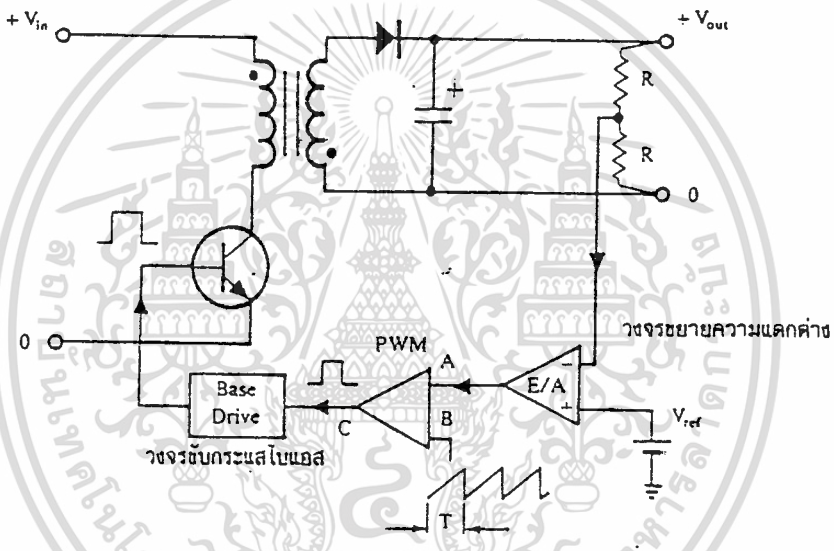 + Vin
+ Vout
R
R
0
0
วงจรขยายความแตกต่าง
PWM
A
E/A
−
+
B
C
Base
Drive
วงจรขับกระแสไบแอส
Vref
T